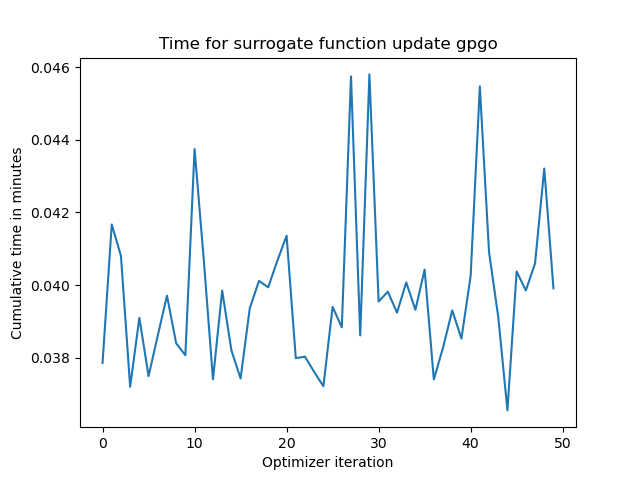 Time for surrogate function update gpgo
Cumulative time in minutes
0.046
0.044
0.042
0.040
0.038
0 10 20 30 40 50
Optimizer iteration